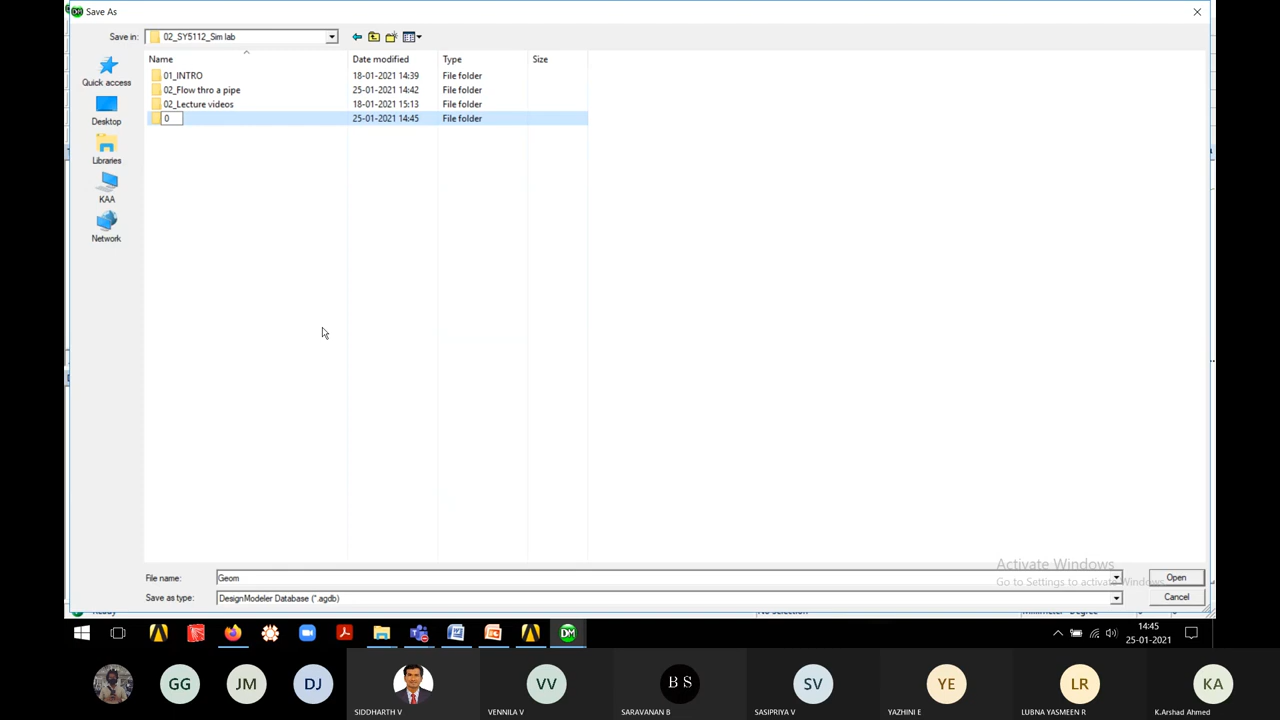 Save As
Save in: 02_SY5112_Sim lab
Name Date modified Type Size
01_INTRO 18-01-2021 14:39 File folder
02_Flow thro a pipe 25-01-2021 14:42 File folder
02_Lecture videos 18-01-2021 15:13 File folder
0 25-01-2021 14:45 File folder
Quick access
Desktop
Libraries
KAA
Network
Activate Windows
Go to Settings to activate Windows.
File name: Geom Open
Save as type: DesignModeler Database (*.agdb) Cancel
DM 14:45
25-01-2021
GG JM DJ VV B S SV YE LR KA
SIDDHARTH V VENNILA V SARAVANAN B SASIPRIYA V YAZHINI E LUBNA YASMEEN R K.Arshad Ahmed